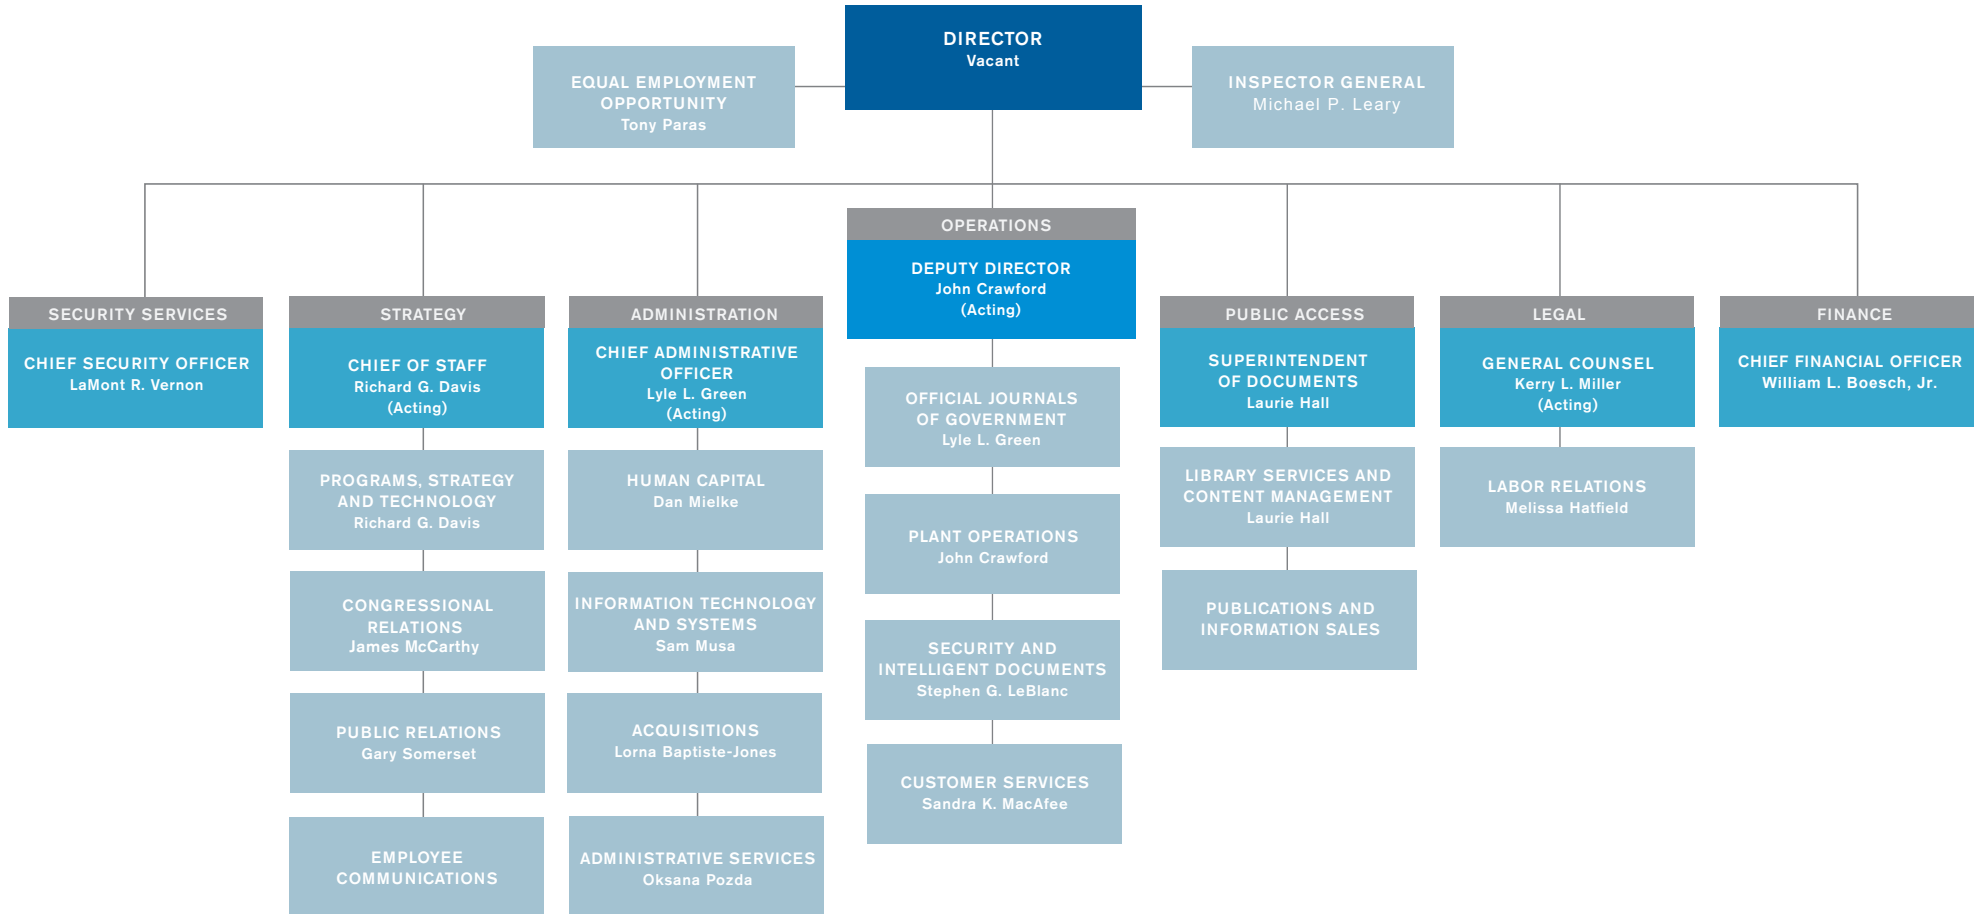 DIRECTOR
Vacant
EQUAL EMPLOYMENT
OPPORTUNITY
Tony Paras
INSPECTOR GENERAL
Michael P. Leary
SECURITY SERVICES
CHIEF SECURITY OFFICER
LaMont R. Vernon
STRATEGY
CHIEF OF STAFF
Richard G. Davis
(Acting)
PROGRAMS, STRATEGY
AND TECHNOLOGY
Richard G. Davis
CONGRESSIONAL
RELATIONS
James McCarthy
PUBLIC RELATIONS
Gary Somerset
EMPLOYEE
COMMUNICATIONS
ADMINISTRATION
CHIEF ADMINISTRATIVE
OFFICER
Lyle L. Green
(Acting)
HUMAN CAPITAL
Dan Mielke
INFORMATION TECHNOLOGY
AND SYSTEMS
Sam Musa
ACQUISITIONS
Lorna Baptiste-Jones
ADMINISTRATIVE SERVICES
Oksana Pozda
OPERATIONS
DEPUTY DIRECTOR
John Crawford
(Acting)
OFFICIAL JOURNALS
OF GOVERNMENT
Lyle L. Green
PLANT OPERATIONS
John Crawford
SECURITY AND
INTELLIGENT DOCUMENTS
Stephen G. LeBlanc
CUSTOMER SERVICES
Sandra K. MacAfee
PUBLIC ACCESS
SUPERINTENDENT
OF DOCUMENTS
Laurie Hall
LIBRARY SERVICES AND
CONTENT MANAGEMENT
Laurie Hall
PUBLICATIONS AND
INFORMATION SALES
LEGAL
GENERAL COUNSEL
Kerry L. Miller
(Acting)
LABOR RELATIONS
Melissa Hatfield
FINANCE
CHIEF FINANCIAL OFFICER
William L. Boesch, Jr.